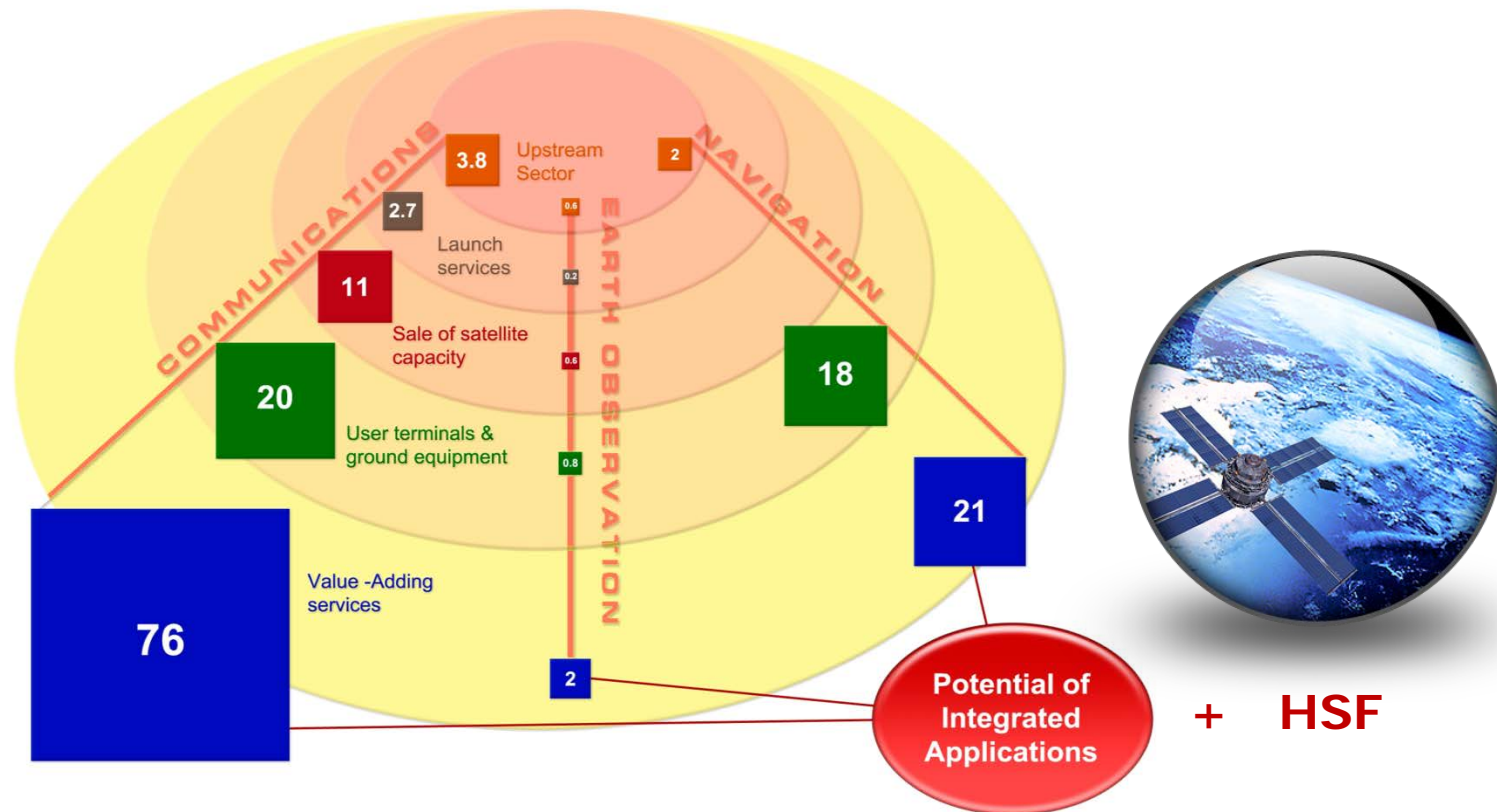 COMMUNICATIONS
3.8
Upstream
Sector
2
NAVIGATION
2.7
0.6
EARTH OBSERVATION
Launch
services
0.2
11
Sale of satellite
capacity
0.6
20
18
User terminals &
ground equipment
0.8
21
76
Value -Adding
services
2
Potential of
Integrated
Applications
+ HSF